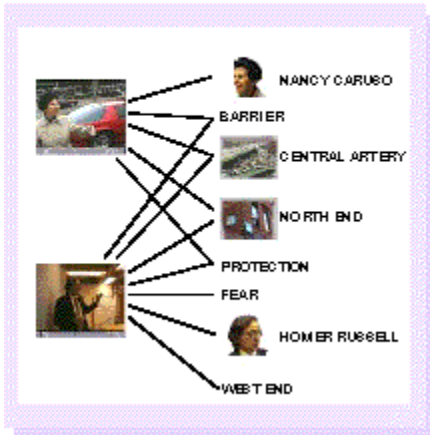 NANCY CARUSO
BARRIER
CENTRAL ARTERY
NORTH END
PROTECTION
FEAR
HOMER RUSSELL
WEST END